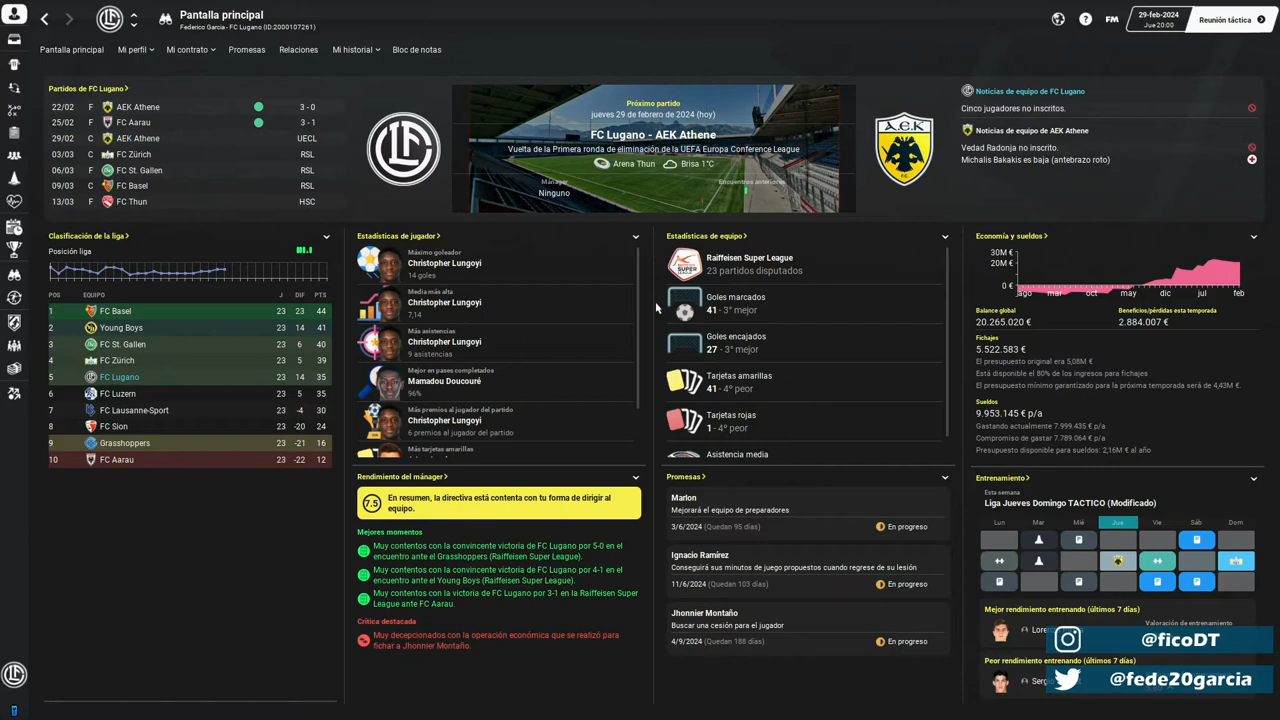 Pantalla principal
Federico Garcia - FC Lugano (ID:2000107261)
FM
29-feb-2024
Jue 20:00
Reunión táctica
Pantalla principal
Mi perfil
Mi contrato
Promesas
Relaciones
Mi historial
Bloc de notas
Partidos de FC Lugano
22/02 F AEK Athene 3 - 0
25/02 F FC Aarau 3 - 1
29/02 C AEK Athene UECL
03/03 C FC Zürich RSL
06/03 F FC St. Gallen RSL
09/03 C FC Basel RSL
13/03 F FC Thun HSC
Próximo partido
jueves 29 de febrero de 2024 (hoy)
FC Lugano - AEK Athene
Vuelta de la Primera ronda de eliminación de la UEFA Europa Conference League
Arena Thun
Brisa 1°C
Mánager
Ninguno
Encuentros anteriores
Noticias de equipo de FC Lugano
Cinco jugadores no inscritos.
Noticias de equipo de AEK Athene
Vedad Radonja no inscrito.
Michalis Bakakis es baja (antebrazo roto)
Clasificación de la liga
Posición liga
POS EQUIPO J DIF PTS
1 FC Basel 23 23 44
2 Young Boys 23 14 41
3 FC St. Gallen 23 6 40
4 FC Zürich 23 5 39
5 FC Lugano 23 14 35
6 FC Luzern 23 5 35
7 FC Lausanne-Sport 23 -4 30
8 FC Sion 23 -20 24
9 Grasshoppers 23 -21 16
10 FC Aarau 23 -22 12
Estadísticas de jugador
Máximo goleador
Christopher Lungoyi
14 goles
Media más alta
Christopher Lungoyi
7,14
Más asistencias
Christopher Lungoyi
9 asistencias
Mejor en pases completados
Mamadou Doucouré
96%
Más premios al jugador del partido
Christopher Lungoyi
6 premios al jugador del partido
Más tarjetas amarillas
Estadísticas de equipo
Raiffeisen Super League
23 partidos disputados
Goles marcados
41 - 3° mejor
Goles encajados
27 - 3° mejor
Tarjetas amarillas
41 - 4° peor
Tarjetas rojas
1 - 4° peor
Asistencia media
Economía y sueldos
30M €
20M €
0 €
ago mar oct may dec jul feb
Balance global
20.265.020 €
Beneficios/pérdidas esta temporada
2.884.007 €
Fichajes
5.522.583 €
El presupuesto original era 5,08M €
Está disponible el 80% de los ingresos para fichajes
El presupuesto mínimo garantizado para la próxima temporada será de 4,43M €.
Sueldos
9.953.145 € p/a
Gastando actualmente 7.999.435 € p/a
Compromiso de gastar 7.789.064 € p/a
Presupuesto disponible para sueldos: 2,16M € al año
Rendimiento del mánager
7.5
En resumen, la directiva está contenta con tu forma de dirigir al
equipo.
Mejores momentos
Muy contentos con la convincente victoria de FC Lugano por 5-0 en el
encuentro ante el Grasshoppers (Raiffeisen Super League).
Muy contentos con la convincente victoria de FC Lugano por 4-1 en el
encuentro ante el Young Boys (Raiffeisen Super League).
Muy contentos con la victoria de FC Lugano por 3-1 en la Raiffeisen Super
League ante FC Aarau.
Crítica destacada
Muy decepcionados con la operación económica que se realizó para
fichar a Jhonnier Montaño.
Promesas
Marlon
Mejorará el equipo de preparadores
3/6/2024 (Quedan 95 días) En progreso
Ignacio Ramírez
Conseguirá sus minutos de juego propuestos cuando regrese de su lesión
11/6/2024 (Quedan 103 días) En progreso
Jhonnier Montaño
Buscar una cesión para el jugador
4/9/2024 (Quedan 188 días) En progreso
Entrenamiento
Esta semana
Liga Jueves Domingo TACTICO (Modificado)
Lun Mar Mié Jue Vie Sáb Dom
Mejor rendimiento entrenando (últimos 7 días)
Valoración de entrenamiento
Peor rendimiento entrenando (últimos 7 días)
@ficoDT
@fede20garcia